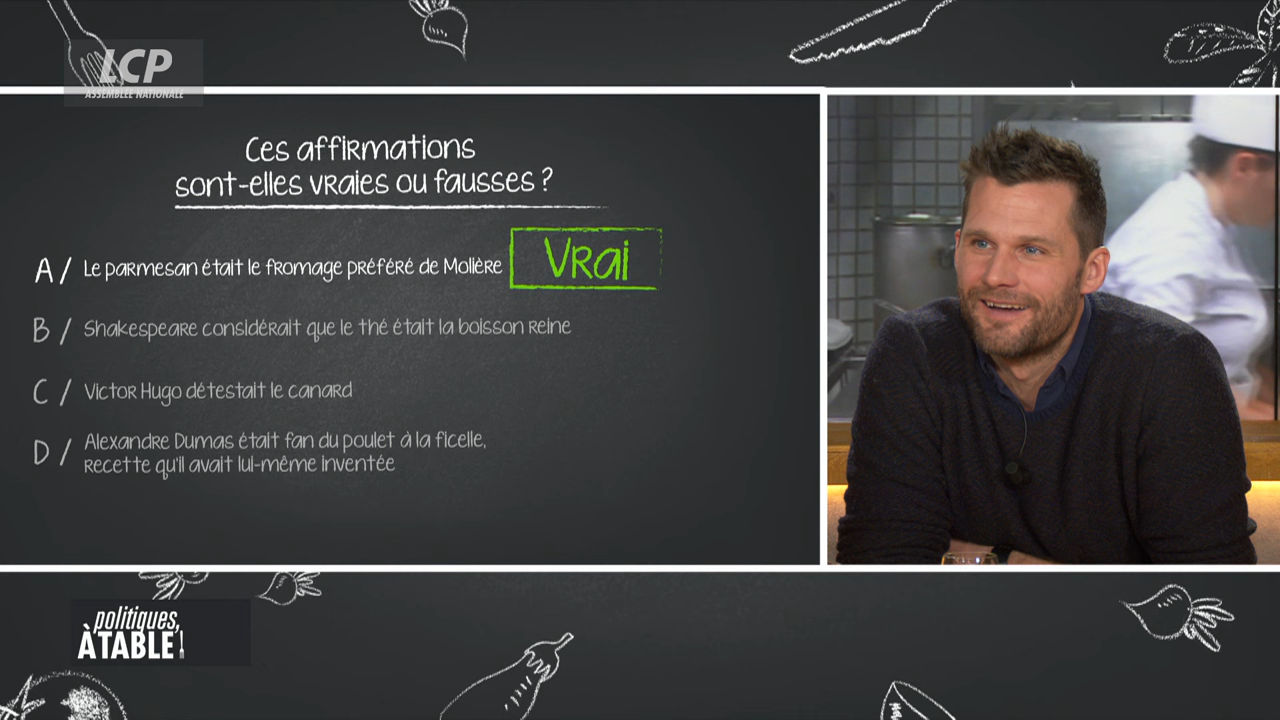 LCP
ASSEMBLÉE NATIONALE
Ces affirmations
sont-elles vraies ou fausses ?
A / Le parmesan était le fromage préféré de Molière
Vrai
B / Shakespeare considérait que le thé était la boisson reine
C / Victor Hugo détestait le canard
D / Alexandre Dumas était fan du poulet à la ficelle,
recette qu'il avait lui-même inventée
politiques,
À TABLE!